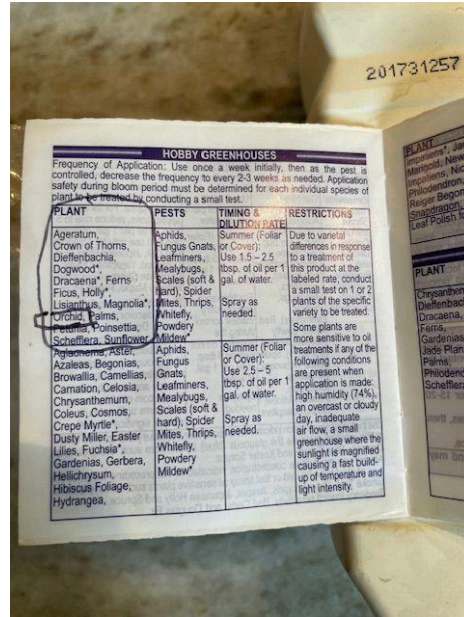 201731257
HOBBY GREENHOUSES
Frequency of Application: Use once a week initially, then as the pest is
controlled, decrease the frequency to every 2-3 weeks as needed. Application
safety during bloom period must be determined for each individual species of
plant to be treated by conducting a small test.
PLANT
Ageratum,
Crown of Thorns,
Dieffenbachia,
Dogwood*,
Dracaena*, Ferns
Ficus, Holly*,
Lisianthus, Magnolia*,
Orchid, Palms,
Petunia, Poinsettia,
Schefflera, Sunflower
PESTS
Aphids,
Fungus Gnats,
Leafminers,
Mealybugs,
Scales (soft &
hard), Spider
Mites, Thrips,
Whitefly,
Powdery
Mildew*
TIMING &
DILUTION RATE
Summer (Foliar
or Cover):
Use 1.5 – 2.5
tbsp. of oil per 1
gal. of water.
Spray as
needed.
RESTRICTIONS
Due to varietal
differences in response
to a treatment of
this product at the
labeled rate, conduct
a small test on 1 or 2
plants of the specific
variety to be treated.
Some plants are
more sensitive to oil
treatments if any of the
following conditions
are present when
application is made:
high humidity (74%),
an overcast or cloudy
day, inadequate
air flow, a small
greenhouse where the
sunlight is magnified
causing a fast build-
up of temperature and
light intensity.
Aglaonema, Aster,
Azaleas, Begonias,
Browallia, Camellias,
Carnation, Celosia,
Chrysanthemum,
Coleus, Cosmos,
Crepe Myrtle*,
Dusty Miller, Easter
Lilies, Fuchsia*,
Gardenias, Gerbera,
Hellichrysum,
Hibiscus Foliage,
Hydrangea,
Aphids,
Fungus
Gnats,
Leafminers,
Mealybugs,
Scales (soft &
hard), Spider
Mites, Thrips,
Whitefly,
Powdery
Mildew*
Summer (Foliar
or Cover):
Use 2.5 – 5
tbsp. of oil per 1
gal. of water.
Spray as
needed.
PLANT
Impatiens*,
Marigold,
Impatiens,
Philodendron
Snapdragon,
Leaf Polish
PLANT
Dracaena,
Ferns,
Gardenias
Jade Plan
Palms,